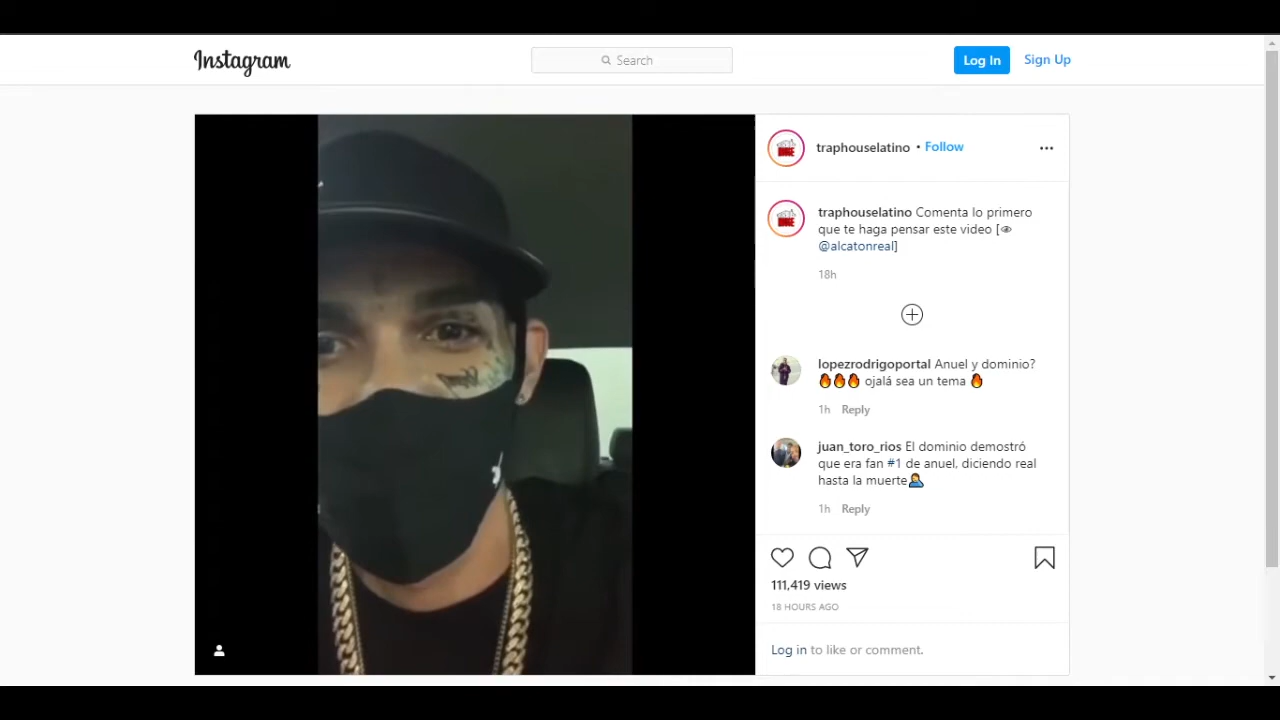 Instagram
Search
Log In
Sign Up
traphouselatino • Follow
traphouselatino Comenta lo primero
que te haga pensar este video [👁
@alcatonreal]
18h
lopezrodrigoportal Anuel y dominio?
🔥🔥🔥 ojalá sea un tema 🔥
1h Reply
juan_toro_rios El dominio demostró
que era fan #1 de anuel, diciendo real
hasta la muerte🤦‍♂️
1h Reply
111,419 views
18 HOURS AGO
Log in to like or comment.